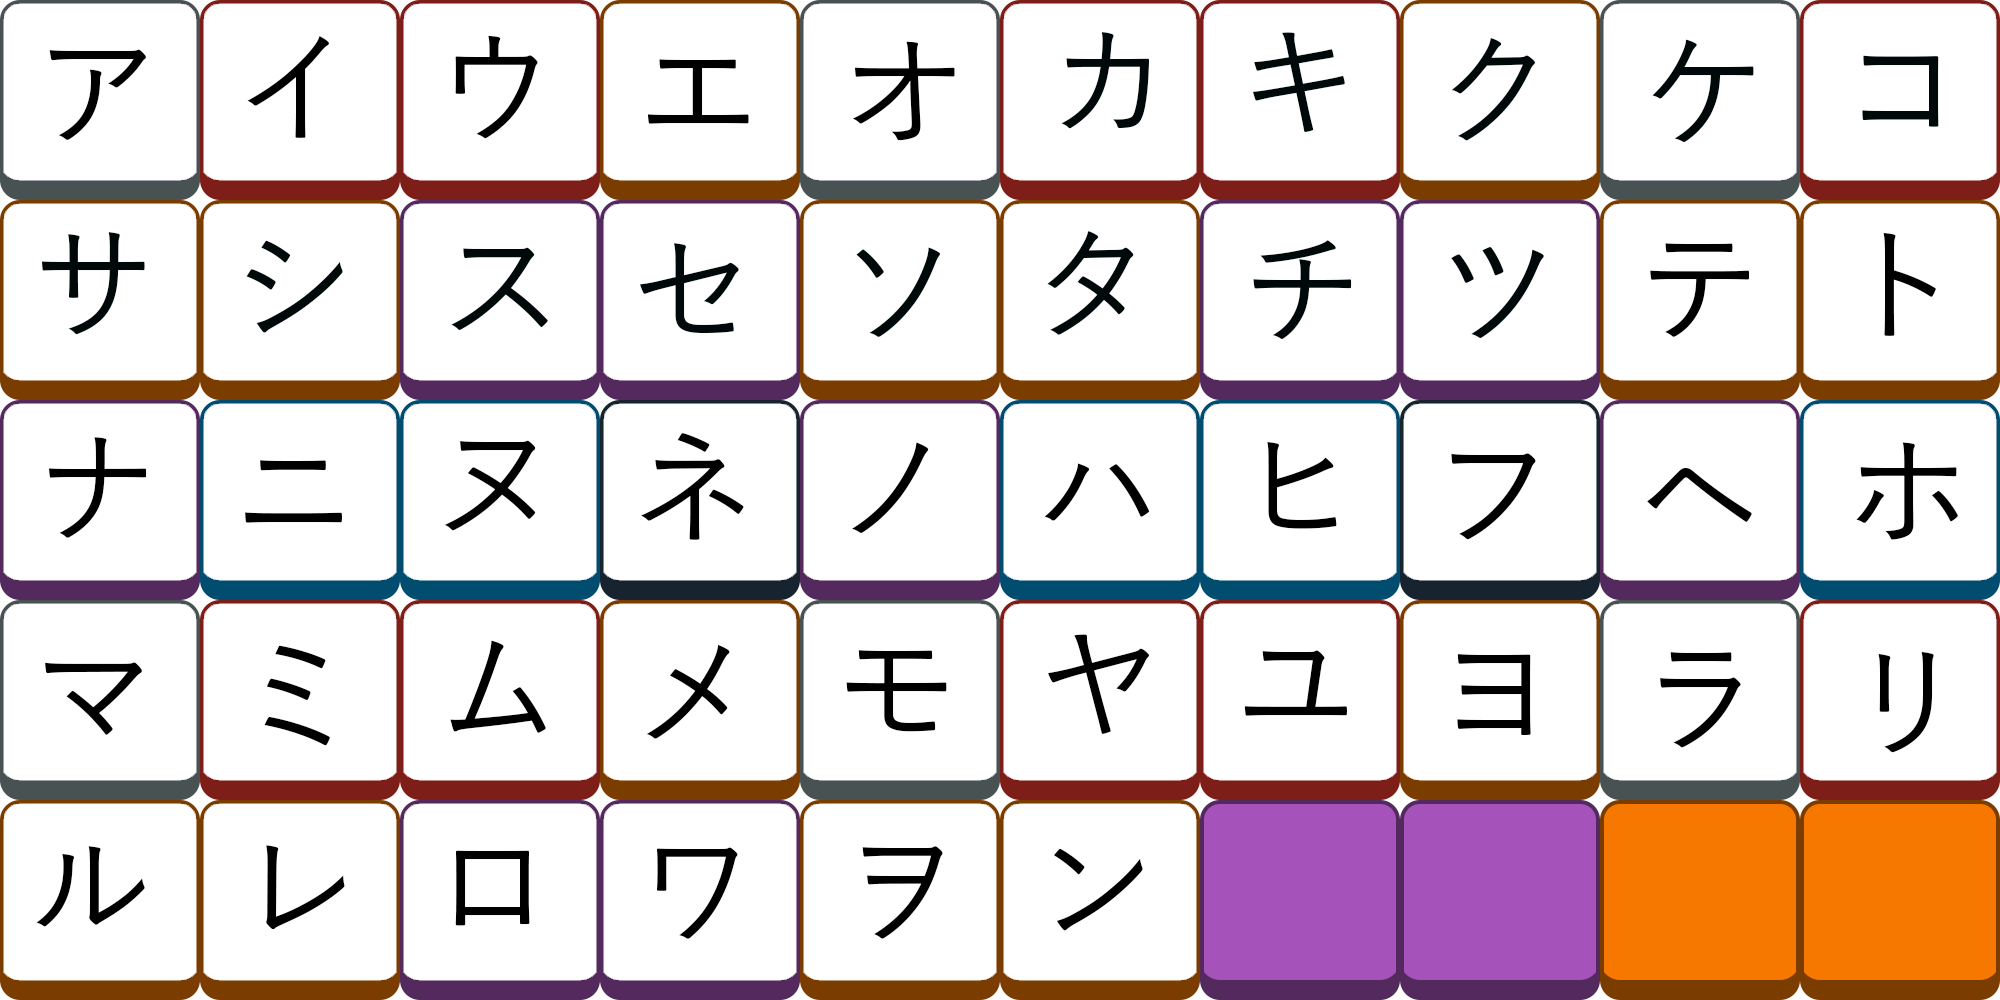 ア イ ウ エ オ カ キ ク ケ コ
サ シ ス セ ソ タ チ ツ テ ト
ナ ニ ヌ ネ ノ ハ ヒ フ ヘ ホ
マ ミ ム メ モ ヤ ユ ヨ ラ リ
ル レ ロ ワ ヲ ン